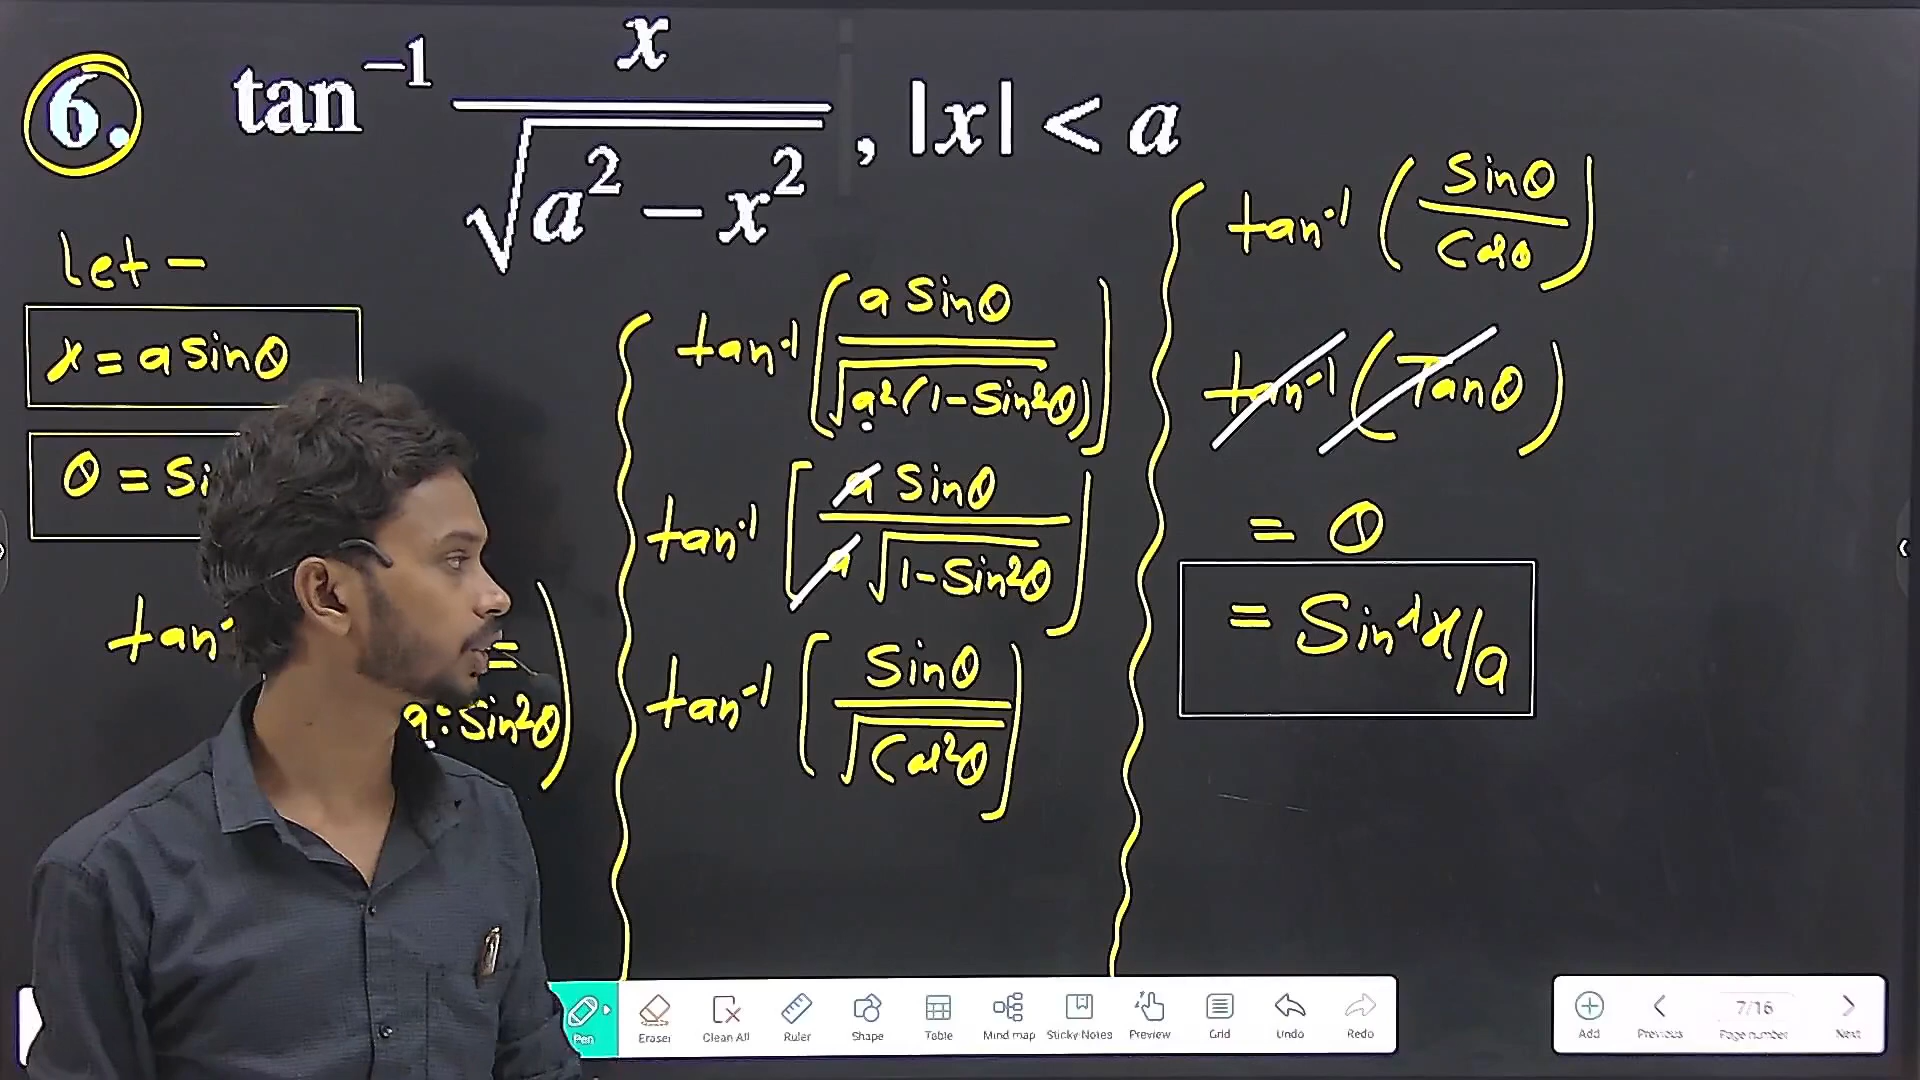 6. tan⁻¹ x/√(a² − x²), |x| < a
let −
x = a sinθ
θ = Si
tan⁻
a² sin²θ
tan⁻¹ (a sinθ/√(a²(1 − sin²θ)))
tan⁻¹ [a sinθ/a√(1 − sin²θ)]
tan⁻¹ (sinθ/√(cos²θ))
tan⁻¹ (sinθ/cosθ)
tan⁻¹ (Tanθ)
= θ
= Sin⁻¹ x/a
Pen Eraser Clean All Ruler Shape Table Mind map Sticky Notes Preview Grid Undo Redo
Add Previous 7/16 Page number Next